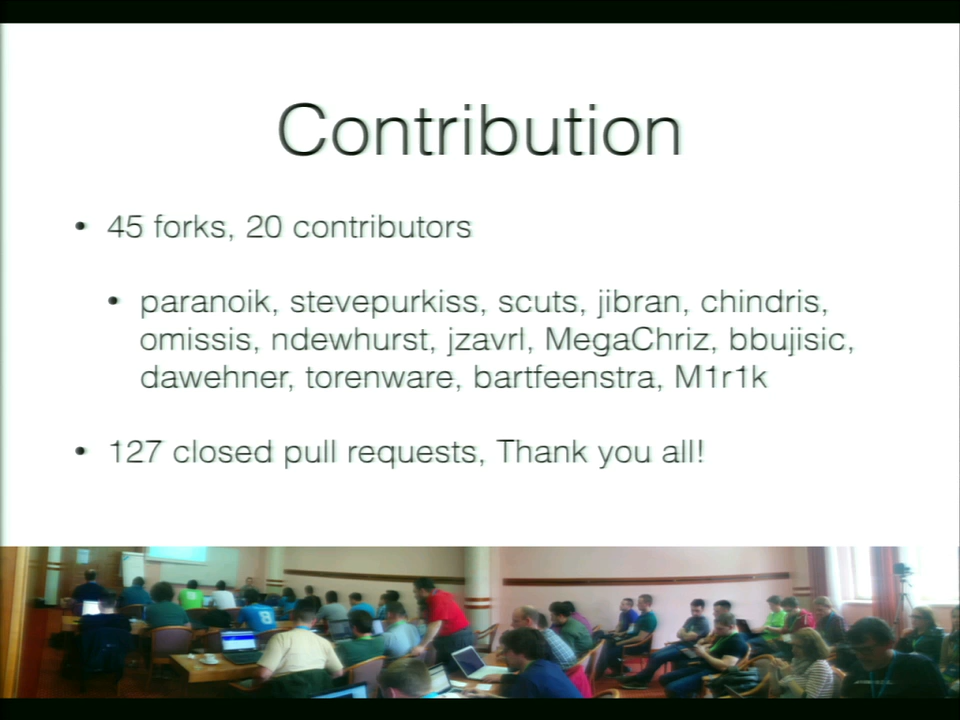 Contribution
• 45 forks, 20 contributors
• paranoik, stevepurkiss, scuts, jibran, chindris,
omissis, ndewhurst, jzavrl, MegaChriz, bbujisic,
dawehner, torenware, bartfeenstra, M1r1k
• 127 closed pull requests, Thank you all!